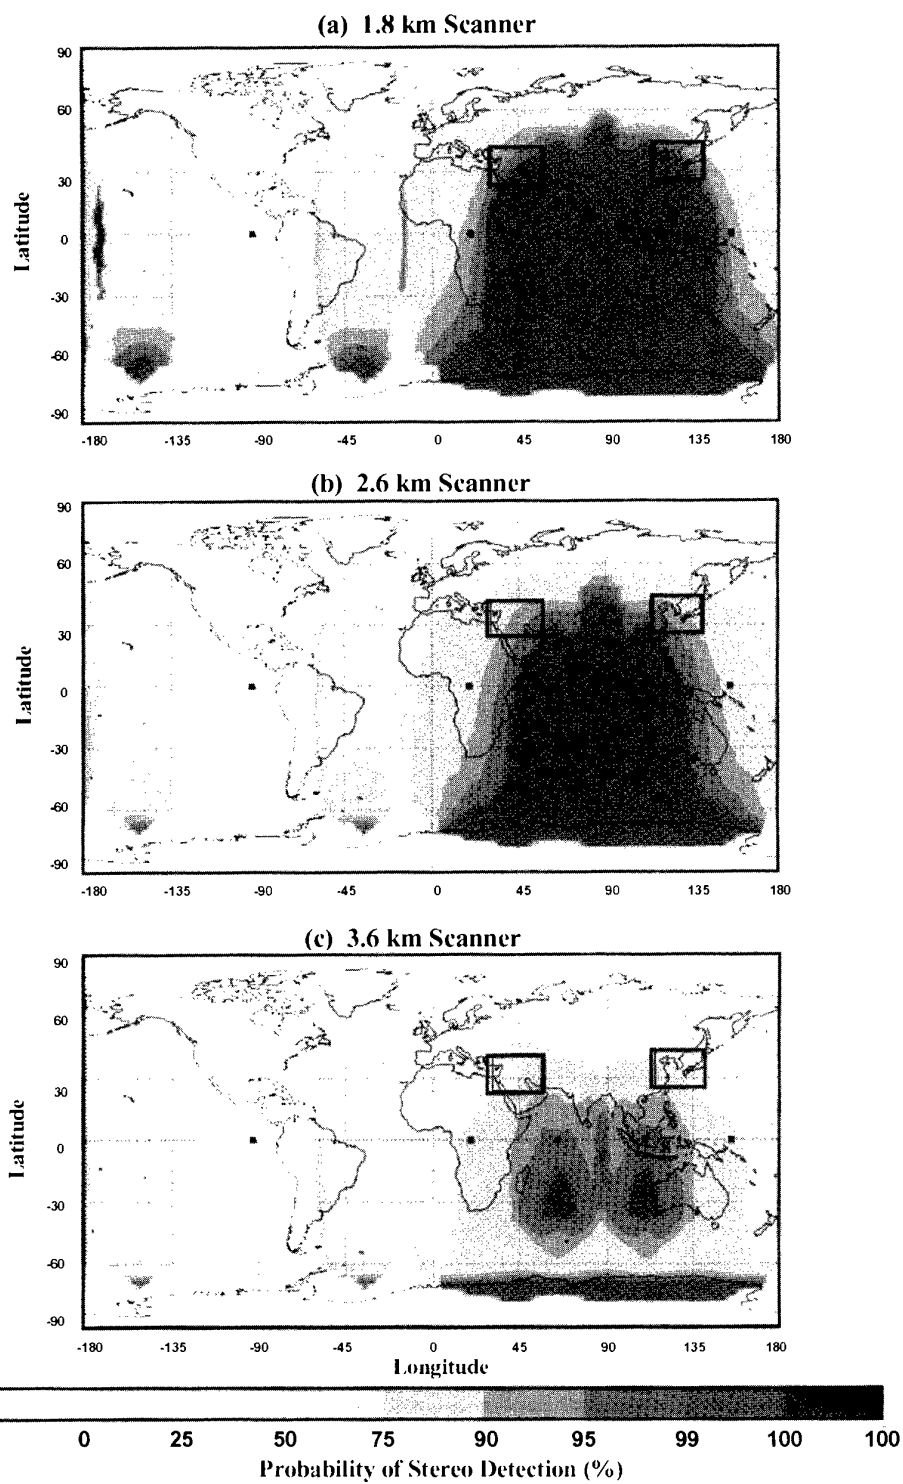 (a) 1.8 km Scanner
90
60
30
0
-30
-60
-90
Latitude
-180 -135 -90 -45 0 45 90 135 180
(b) 2.6 km Scanner
90
60
30
0
-30
-60
-90
Latitude
-180 -135 -90 -45 0 45 90 135 180
(c) 3.6 km Scanner
90
60
30
0
-30
-60
-90
Latitude
-180 -135 -90 -45 0 45 90 135 180
Longitude
0 25 50 75 90 95 99 100 100
Probability of Stereo Detection (%)